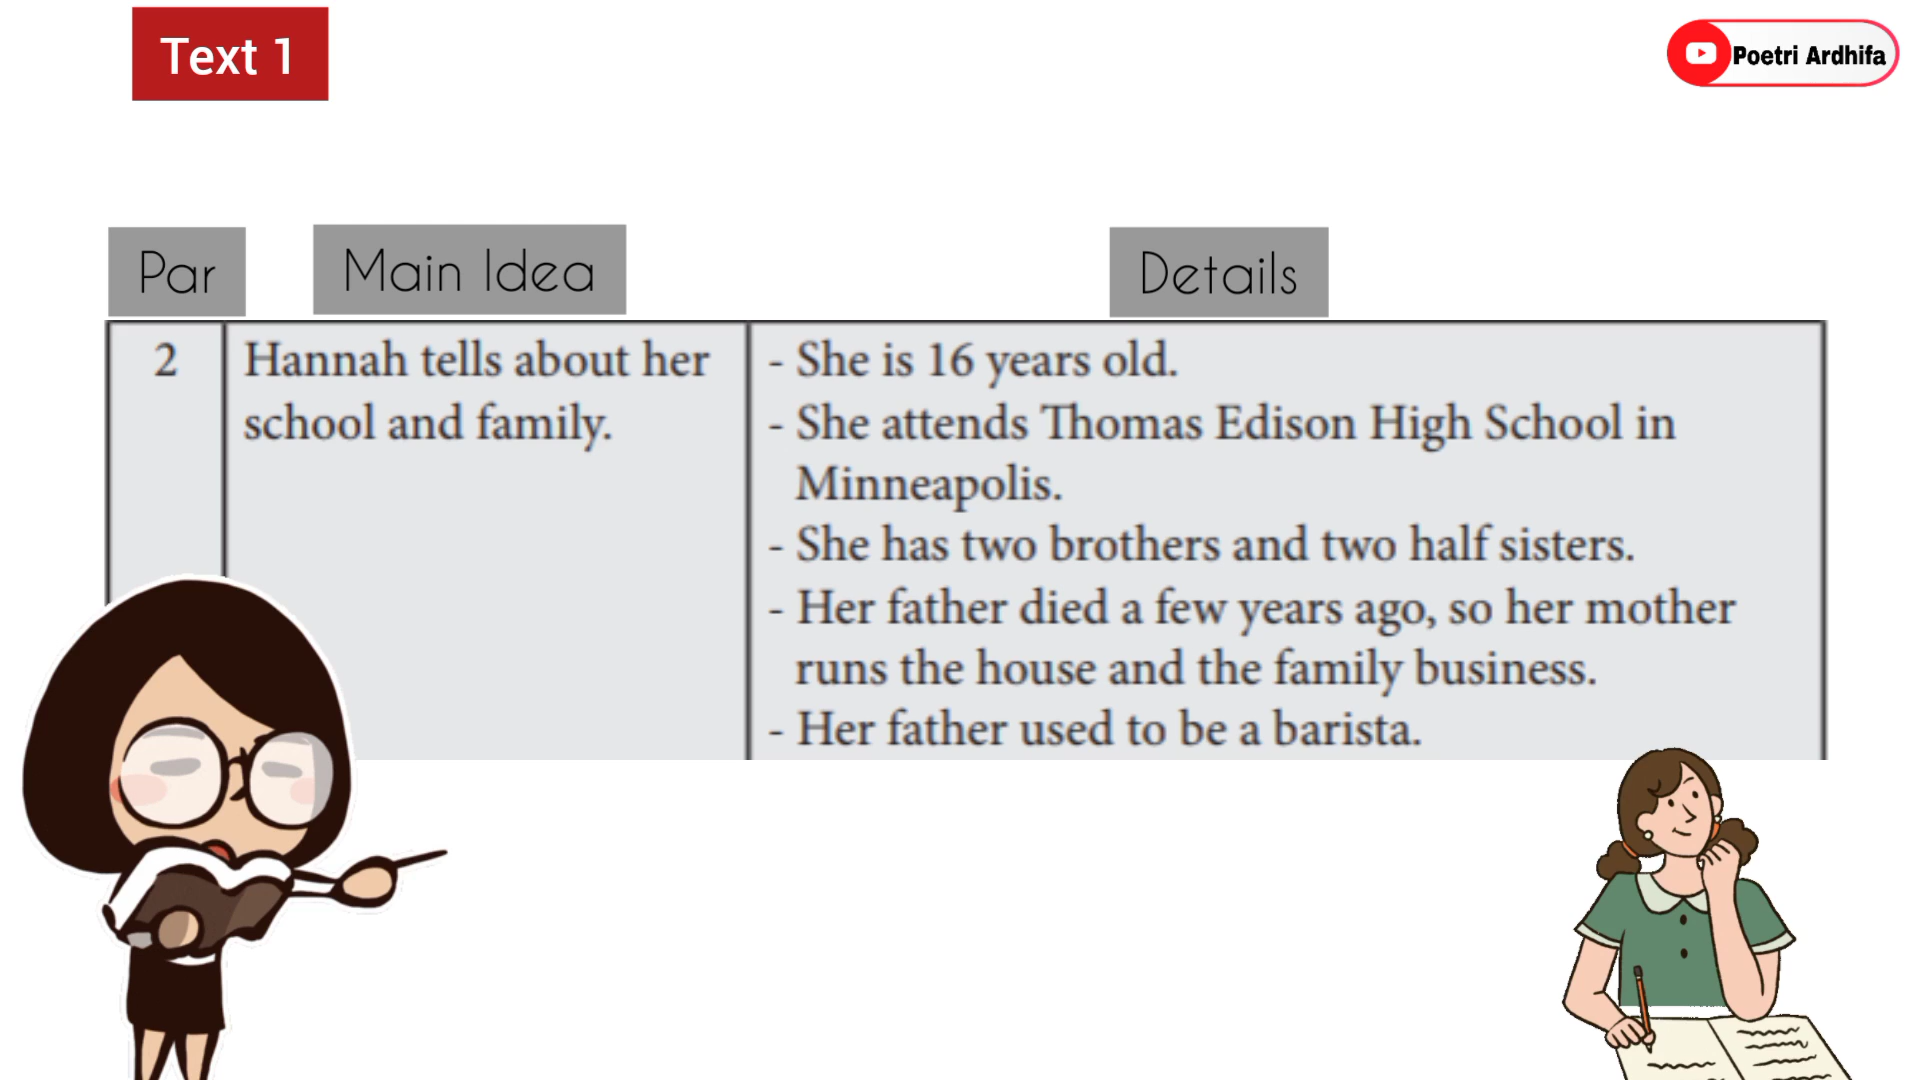 Text 1
Poetri Ardhifa
Par
Main Idea
Details
2
Hannah tells about her
school and family.
- She is 16 years old.
- She attends Thomas Edison High School in
Minneapolis.
- She has two brothers and two half sisters.
- Her father died a few years ago, so her mother
runs the house and the family business.
- Her father used to be a barista.